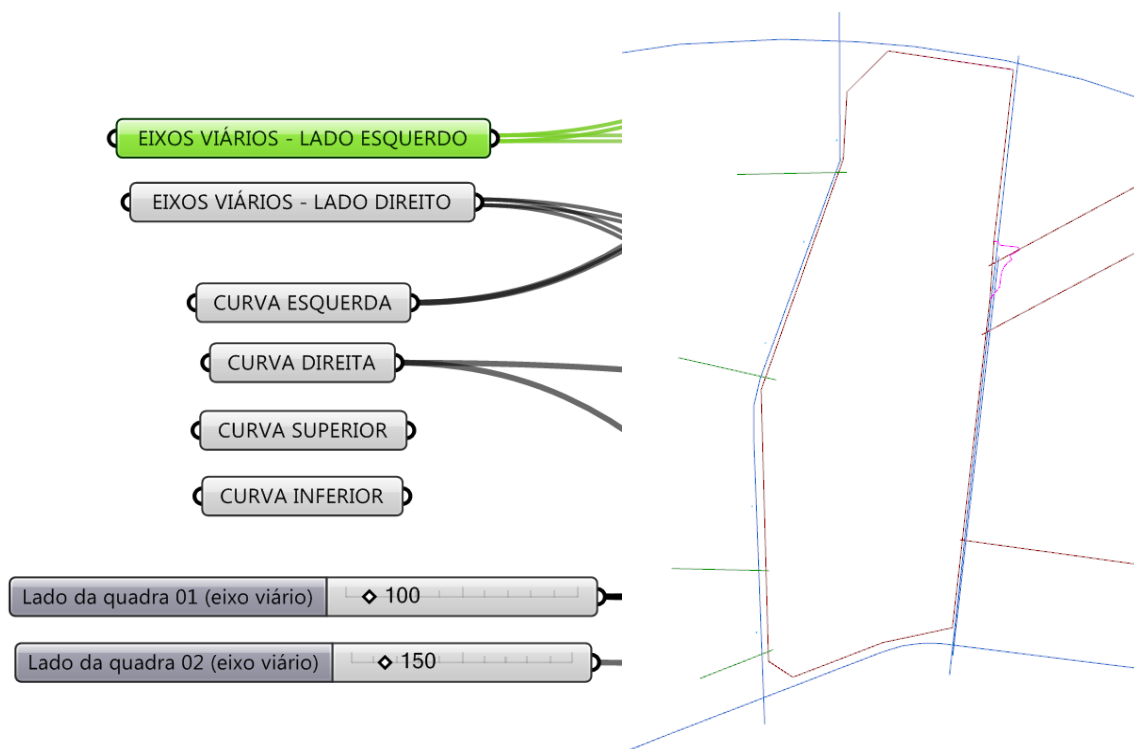 EIXOS VIÁRIOS - LADO ESQUERDO
EIXOS VIÁRIOS - LADO DIREITO
CURVA ESQUERDA
CURVA DIREITA
CURVA SUPERIOR
CURVA INFERIOR
Lado da quadra 01 (eixo viário) 100
Lado da quadra 02 (eixo viário) 150